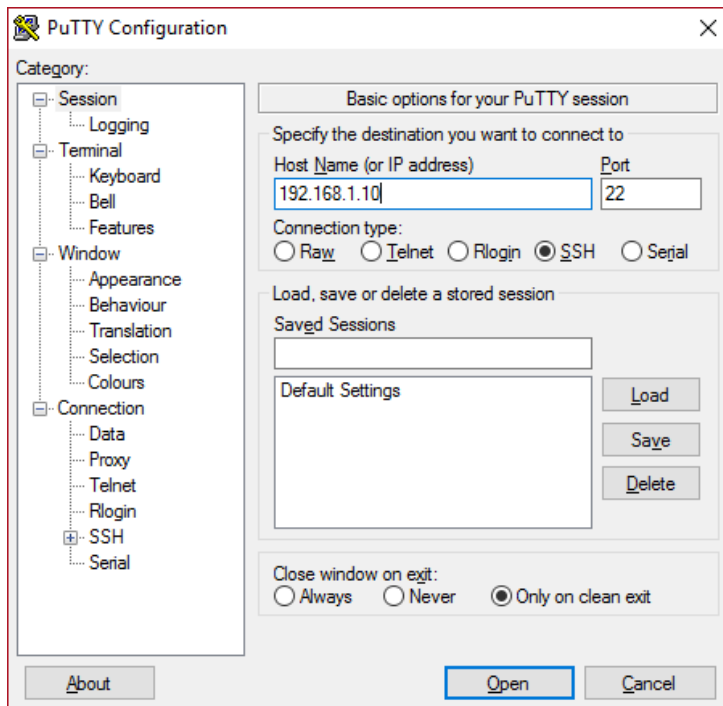 PuTTY Configuration
Category:
Session
Logging
Terminal
Keyboard
Bell
Features
Window
Appearance
Behaviour
Translation
Selection
Colours
Connection
Data
Proxy
Telnet
Rlogin
SSH
Serial
Basic options for your PuTTY session
Specify the destination you want to connect to
Host Name (or IP address) Port
192.168.1.10 22
Connection type:
Raw Telnet Rlogin SSH Serial
Load, save or delete a stored session
Saved Sessions
Default Settings
Load
Save
Delete
Close window on exit:
Always Never Only on clean exit
About Open Cancel